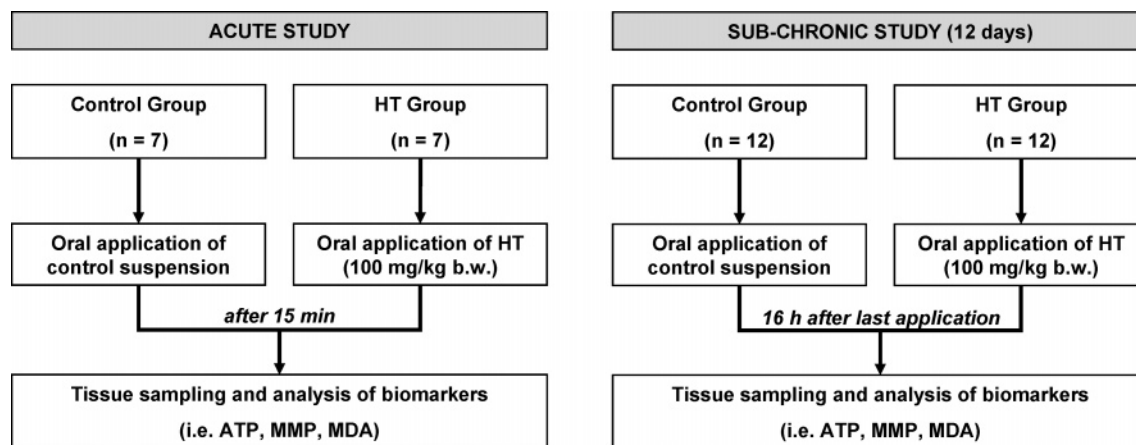 ACUTE STUDY
Control Group
(n = 7)
HT Group
(n = 7)
Oral application of
control suspension
Oral application of HT
(100 mg/kg b.w.)
after 15 min
Tissue sampling and analysis of biomarkers
(i.e. ATP, MMP, MDA)
SUB-CHRONIC STUDY (12 days)
Control Group
(n = 12)
HT Group
(n = 12)
Oral application of
control suspension
Oral application of HT
(100 mg/kg b.w.)
16 h after last application
Tissue sampling and analysis of biomarkers
(i.e. ATP, MMP, MDA)